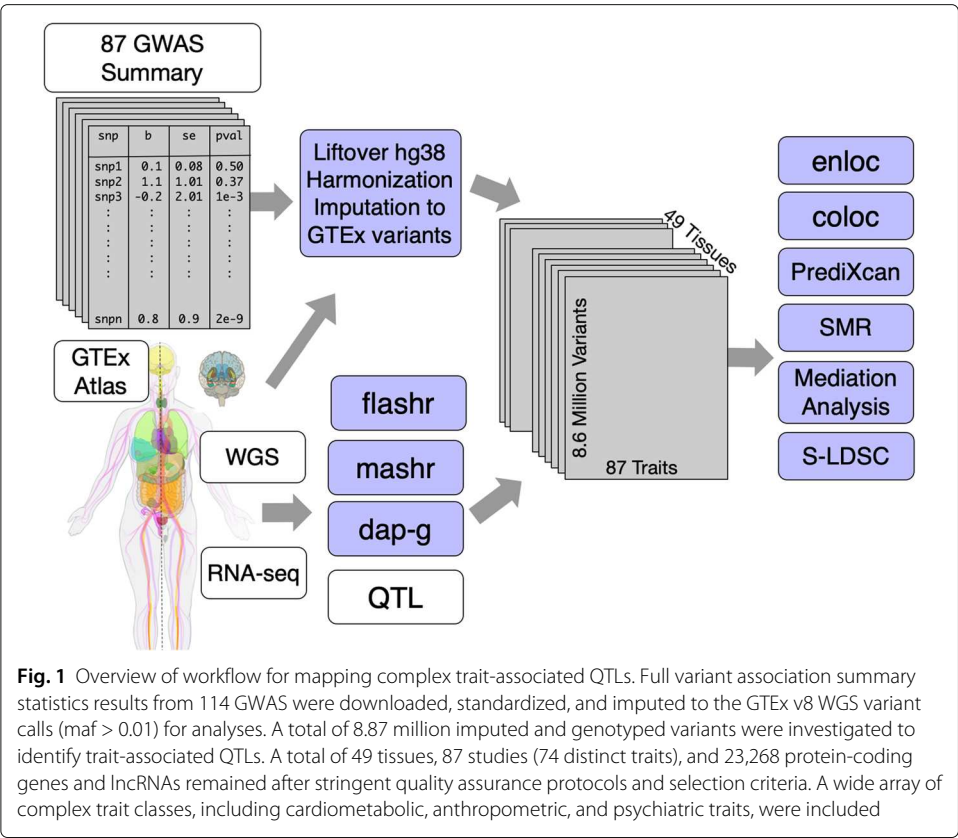 87 GWAS
Summary
snp b se pval
snp1 0.1 0.08 0.50
snp2 1.1 1.01 0.37
snp3 -0.2 2.01 1e-3
: : : :
: : : :
: : : :
: : : :
snpn 0.8 0.9 2e-9
Liftover hg38
Harmonization
Imputation to
GTEx variants
GTEx
Atlas
WGS
RNA-seq
flashr
mashr
dap-g
QTL
49 Tissues
8.6 Million Variants
87 Traits
enloc
coloc
PrediXcan
SMR
Mediation
Analysis
S-LDSC
Fig. 1 Overview of workflow for mapping complex trait-associated QTLs. Full variant association summary
statistics results from 114 GWAS were downloaded, standardized, and imputed to the GTEx v8 WGS variant
calls (maf > 0.01) for analyses. A total of 8.87 million imputed and genotyped variants were investigated to
identify trait-associated QTLs. A total of 49 tissues, 87 studies (74 distinct traits), and 23,268 protein-coding
genes and lncRNAs remained after stringent quality assurance protocols and selection criteria. A wide array of
complex trait classes, including cardiometabolic, anthropometric, and psychiatric traits, were included